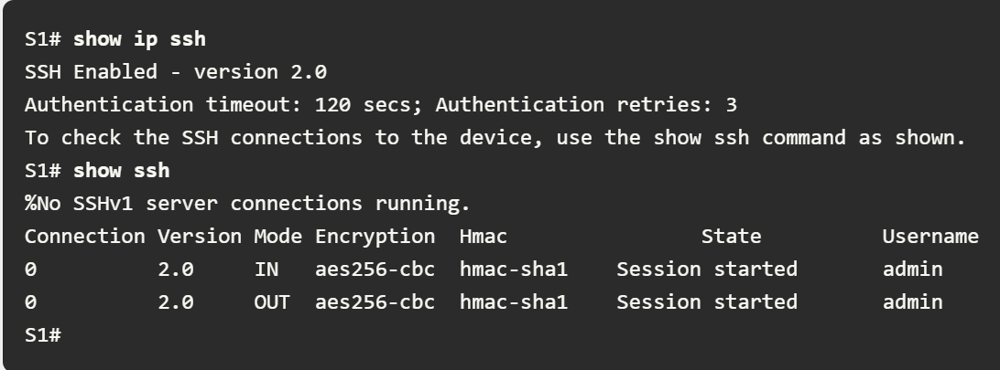 S1# show ip ssh
SSH Enabled - version 2.0
Authentication timeout: 120 secs; Authentication retries: 3
To check the SSH connections to the device, use the show ssh command as shown.
S1# show ssh
%No SSHv1 server connections running.
Connection Version Mode Encryption  Hmac                State          Username
0          2.0     IN   aes256-cbc  hmac-sha1    Session started       admin
0          2.0     OUT  aes256-cbc  hmac-sha1    Session started       admin
S1#